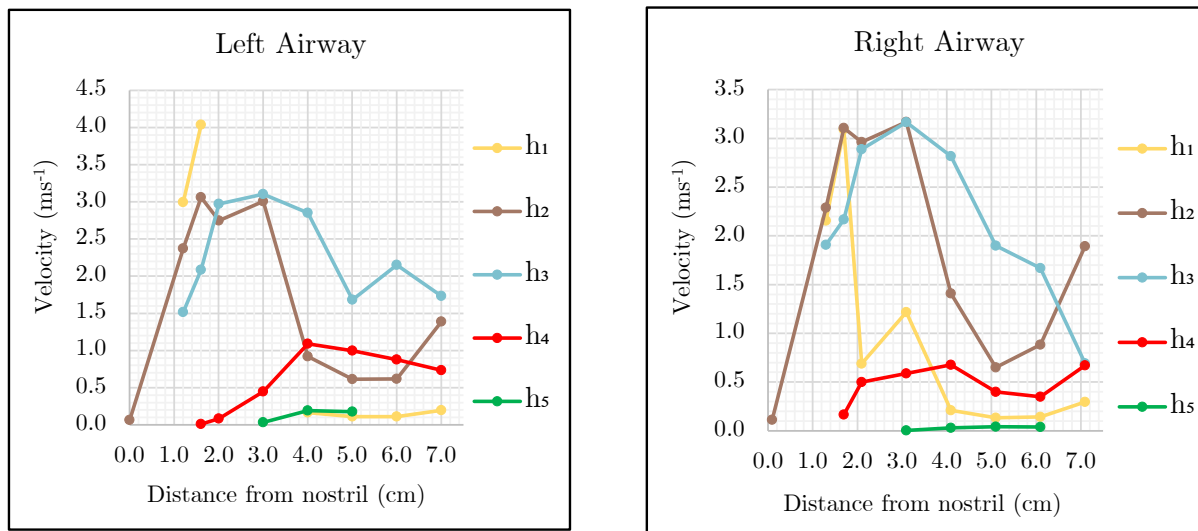 Left Airway
4.5
4.0
3.5
3.0
2.5
2.0
1.5
1.0
0.5
0.0
Velocity (ms-1)
0.0 1.0 2.0 3.0 4.0 5.0 6.0 7.0
Distance from nostril (cm)
h1
h2
h3
h4
h5
Right Airway
3.5
3.0
2.5
2.0
1.5
1.0
0.5
0.0
Velocity (ms-1)
0.0 1.0 2.0 3.0 4.0 5.0 6.0 7.0
Distance from nostril (cm)
h1
h2
h3
h4
h5